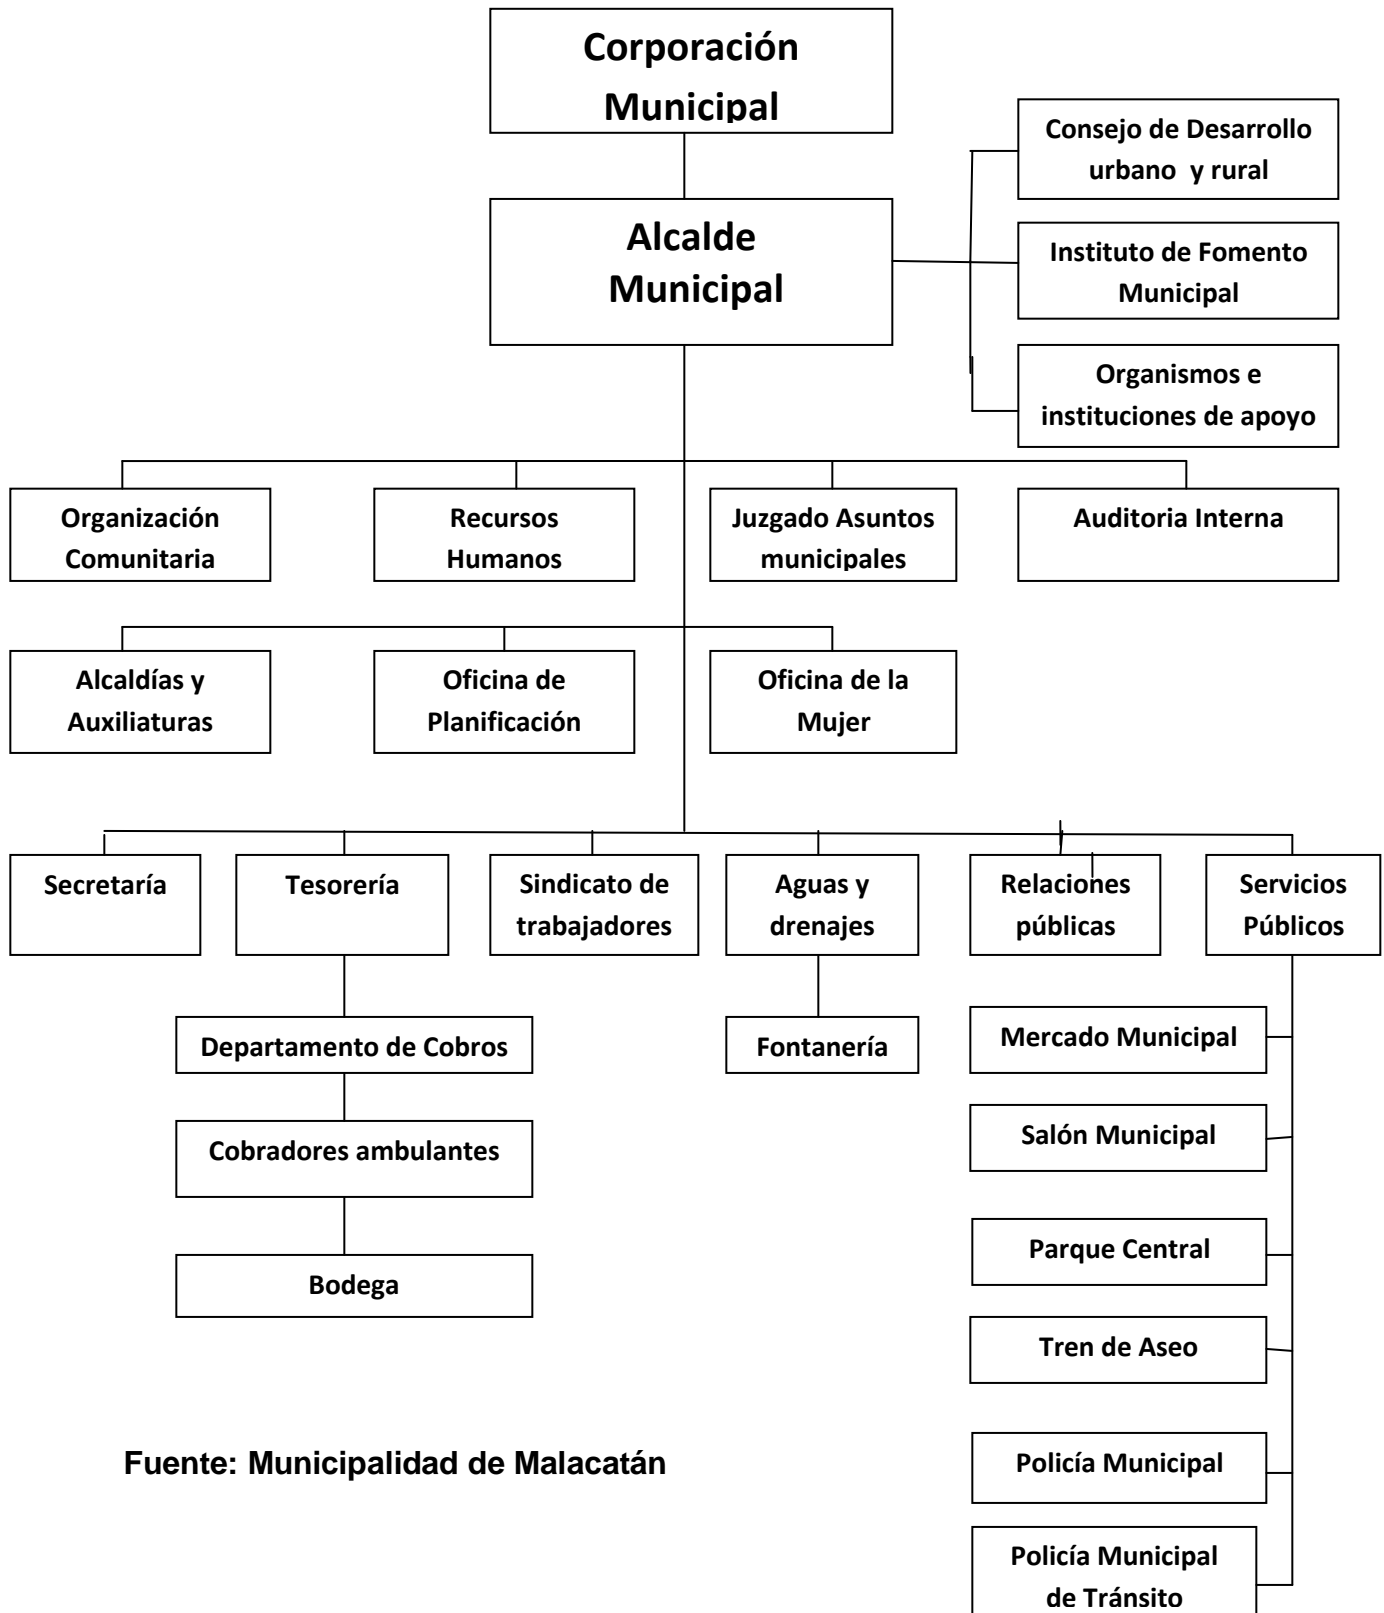 Corporación
Municipal
Consejo de Desarrollo
urbano y rural
Alcalde
Municipal
Instituto de Fomento
Municipal
Organismos e
instituciones de apoyo
Organización
Comunitaria
Recursos
Humanos
Juzgado Asuntos
municipales
Auditoria Interna
Alcaldías y
Auxiliaturas
Oficina de
Planificación
Oficina de la
Mujer
Secretaría
Tesorería
Sindicato de
trabajadores
Aguas y
drenajes
Relaciones
públicas
Servicios
Públicos
Departamento de Cobros
Cobradores ambulantes
Bodega
Fontanería
Mercado Municipal
Salón Municipal
Parque Central
Tren de Aseo
Policía Municipal
Policía Municipal
de Tránsito
Fuente: Municipalidad de Malacatán